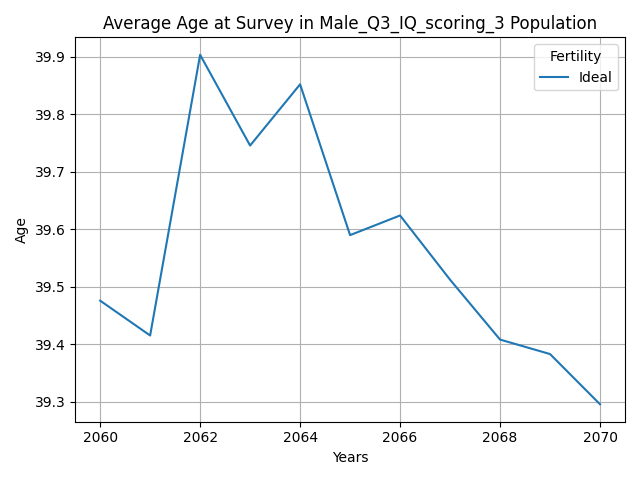 Average Age at Survey in Male_Q3_IQ_scoring_3 Population
Fertility
Ideal
39.9
39.8
39.7
39.6
39.5
39.4
39.3
Age
2060 2062 2064 2066 2068 2070
Years